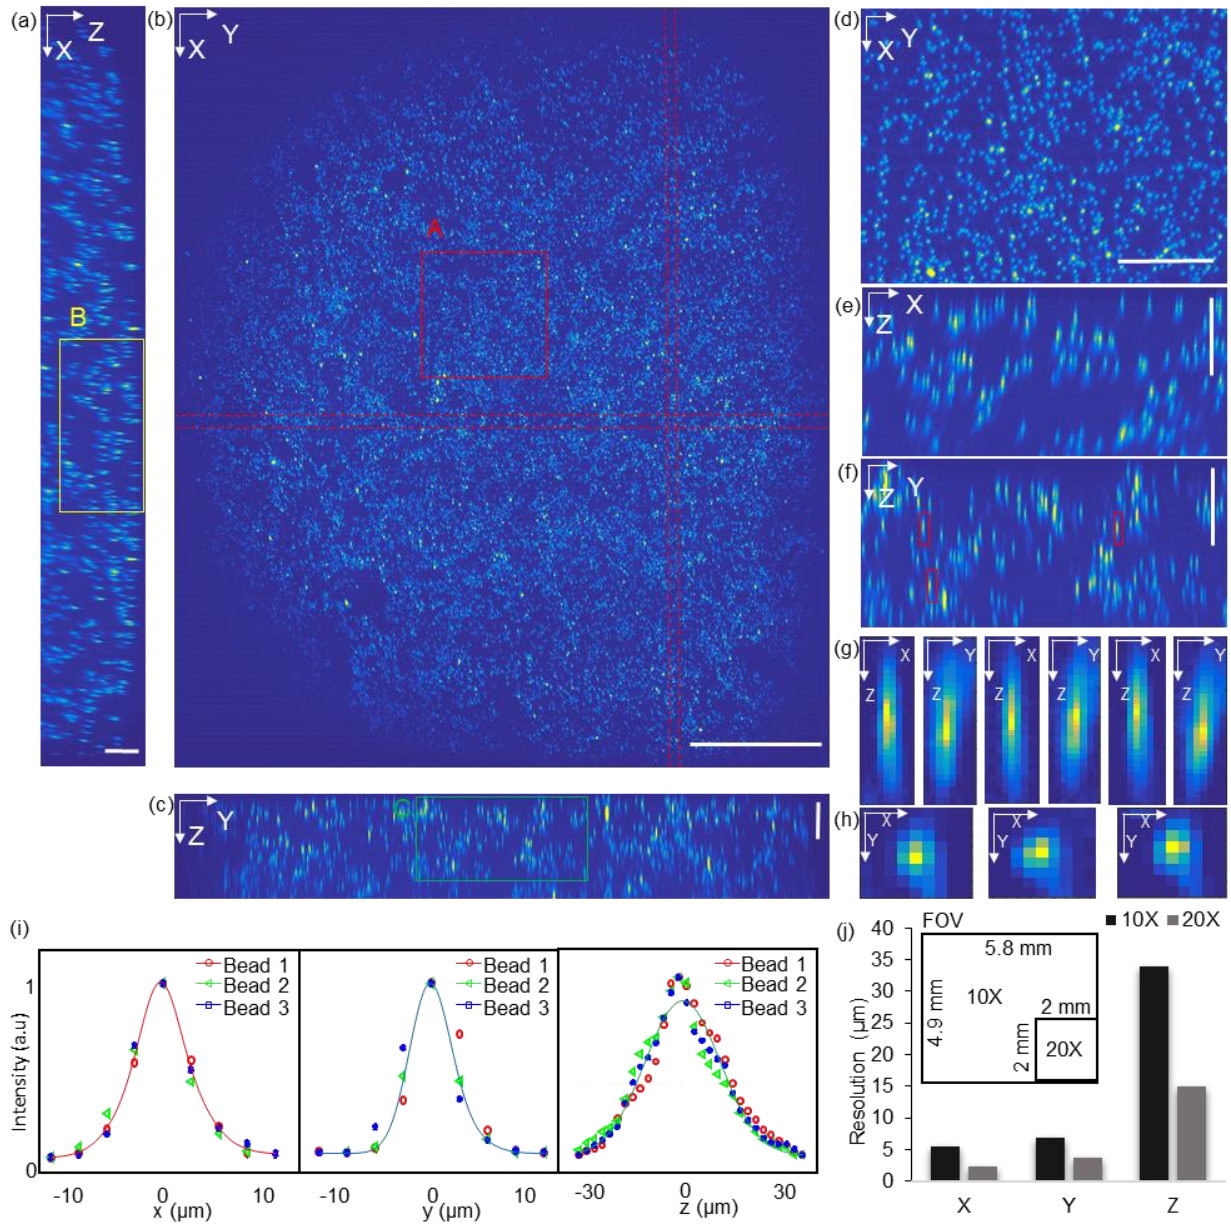 (a)
Z
X
B
(b)
Y
X
A
(c)
Y
Z
C
(d)
Y
X
(e)
X
Z
(f)
Y
Z
(g)
X
Z
Y
Z
X
Z
Y
Z
X
Z
Y
Z
(h)
X
Y
X
Y
X
Y
(i)
Intensity (a.u)
1
0
Bead 1
Bead 2
Bead 3
-10 0 10
x (µm)
Bead 1
Bead 2
Bead 3
-10 0 10
y (µm)
Bead 1
Bead 2
Bead 3
-30 0 30
z (µm)
(j)
10X 20X
Resolution (µm)
40
35
30
25
20
15
10
5
0
FOV
5.8 mm
4.9 mm
10X
2 mm
2 mm
20X
X Y Z